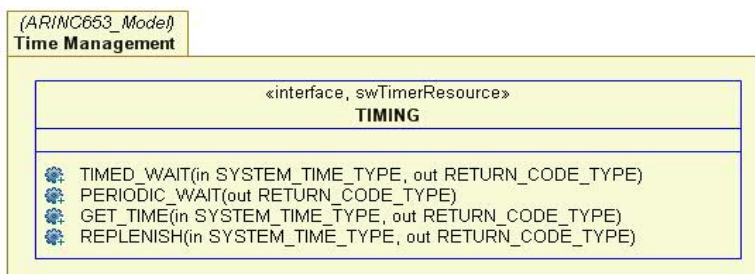 (ARINC653_Model)
Time Management
«interface, swTimerResource»
TIMING
TIMED_WAIT(in SYSTEM_TIME_TYPE, out RETURN_CODE_TYPE)
PERIODIC_WAIT(out RETURN_CODE_TYPE)
GET_TIME(in SYSTEM_TIME_TYPE, out RETURN_CODE_TYPE)
REPLENISH(in SYSTEM_TIME_TYPE, out RETURN_CODE_TYPE)